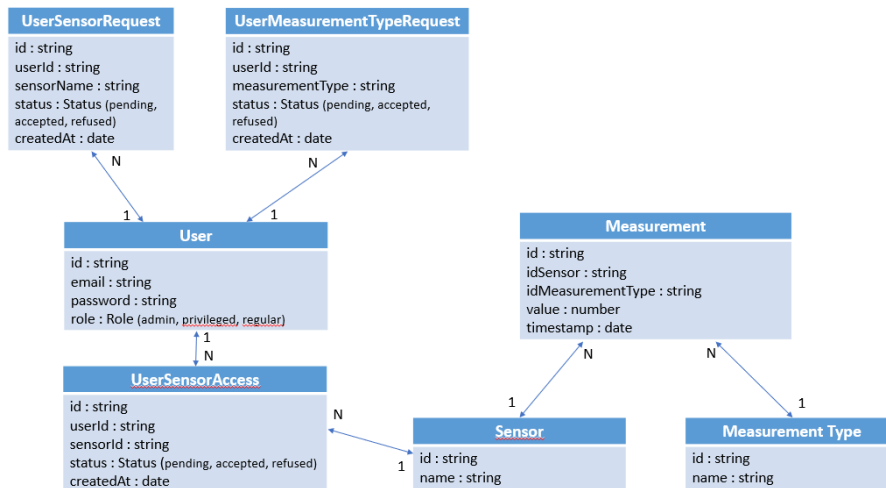 UserSensorRequest
id : string
userId : string
sensorName : string
status : Status (pending,
accepted, refused)
createdAt : date
UserMeasurementTypeRequest
id : string
userId : string
measurementType : string
status : Status (pending, accepted,
refused)
createdAt : date
N
N
1
1
User
id : string
email : string
password : string
role : Role (admin, privileged, regular)
1
N
Measurement
id : string
idSensor : string
idMeasurementType : string
value : number
timestamp : date
N
N
1
1
UserSensorAccess
id : string
userId : string
sensorId : string
status : Status (pending, accepted, refused)
createdAt : date
N
1
Sensor
id : string
name : string
Measurement Type
id : string
name : string